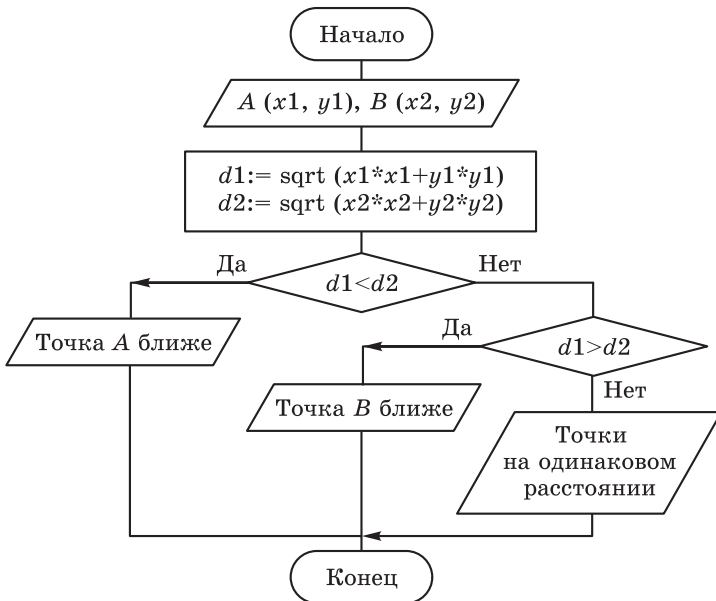 Начало
A (x1, y1), B (x2, y2)
d1:= sqrt (x1*x1+y1*y1)
d2:= sqrt (x2*x2+y2*y2)
Да
d1<d2
Нет
Точка A ближе
Да
d1>d2
Нет
Точка B ближе
Точки
на одинаковом
расстоянии
Конец